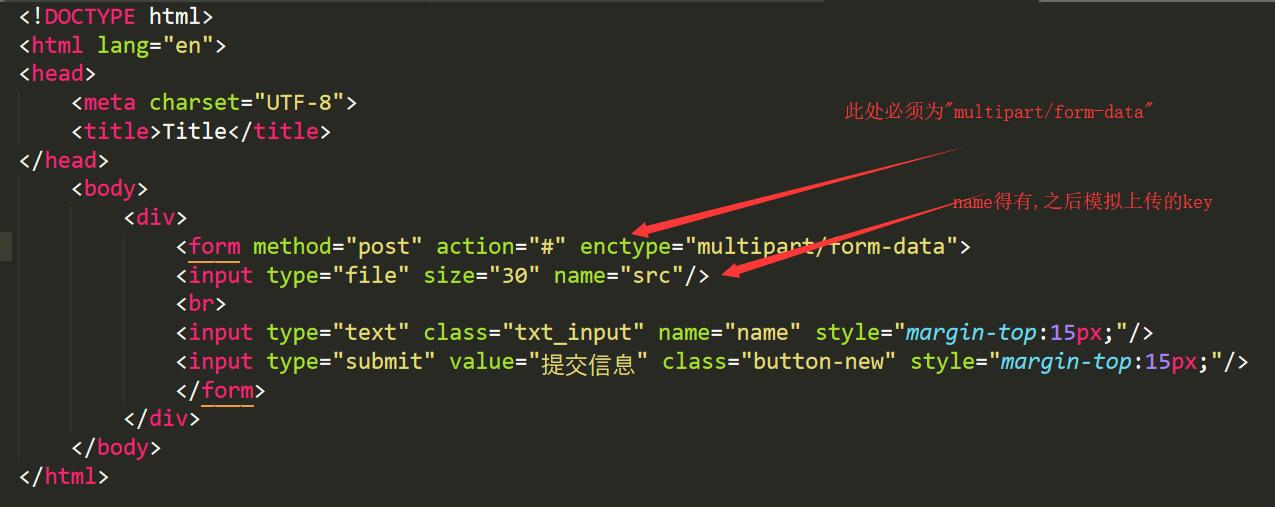 <!DOCTYPE html>
<html lang="en">
<head>
<meta charset="UTF-8">
此处必须为"multipart/form-data"
<title>Title</title>
</head>
<body>
name得有,之后模拟上传的key
<div>
<form method="post" action="#" enctype="multipart/form-data">
<input type="file" size="30" name="src"/>
<br>
<input type="text" class="txt_input" name="name" style="margin-top:15px;"/>
<input type="submit" value="提交信息" class="button-new" style="margin-top:15px;"/>
</form>
</div>
</body>
</html>